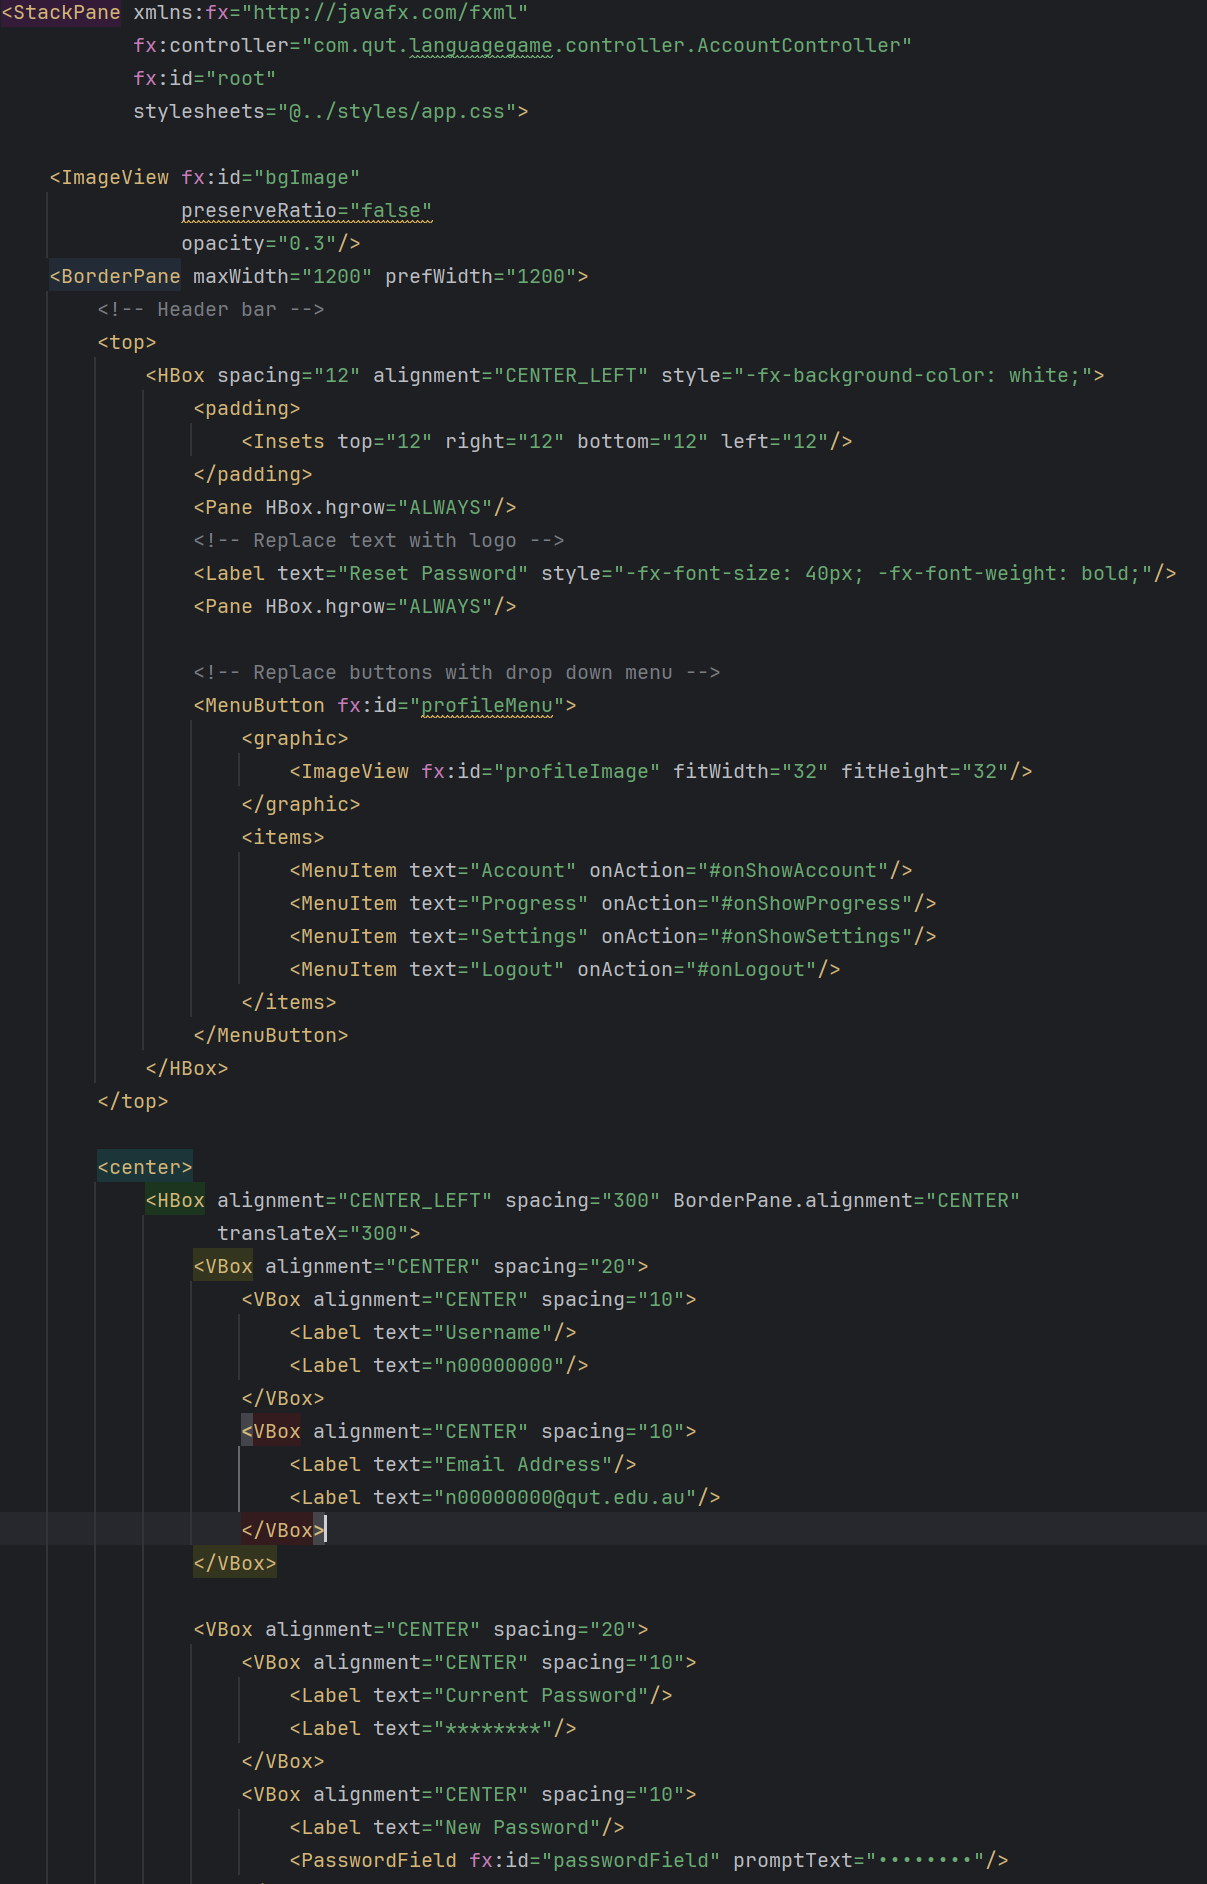 <StackPane xmlns:fx="http://javafx.com/fxml"
           fx:controller="com.qut.languagegame.controller.AccountController"
           fx:id="root"
           stylesheets="@../styles/app.css">

    <ImageView fx:id="bgImage"
               preserveRatio="false"
               opacity="0.3"/>
    <BorderPane maxWidth="1200" prefWidth="1200">
        <!-- Header bar -->
        <top>
            <HBox spacing="12" alignment="CENTER_LEFT" style="-fx-background-color: white;">
                <padding>
                    <Insets top="12" right="12" bottom="12" left="12"/>
                </padding>
                <Pane HBox.hgrow="ALWAYS"/>
                <!-- Replace text with logo -->
                <Label text="Reset Password" style="-fx-font-size: 40px; -fx-font-weight: bold;"/>
                <Pane HBox.hgrow="ALWAYS"/>

                <!-- Replace buttons with drop down menu -->
                <MenuButton fx:id="profileMenu">
                    <graphic>
                        <ImageView fx:id="profileImage" fitWidth="32" fitHeight="32"/>
                    </graphic>
                    <items>
                        <MenuItem text="Account" onAction="#onShowAccount"/>
                        <MenuItem text="Progress" onAction="#onShowProgress"/>
                        <MenuItem text="Settings" onAction="#onShowSettings"/>
                        <MenuItem text="Logout" onAction="#onLogout"/>
                    </items>
                </MenuButton>
            </HBox>
        </top>

        <center>
            <HBox alignment="CENTER_LEFT" spacing="300" BorderPane.alignment="CENTER"
                  translateX="300">
                <VBox alignment="CENTER" spacing="20">
                    <VBox alignment="CENTER" spacing="10">
                        <Label text="Username"/>
                        <Label text="n00000000"/>
                    </VBox>
                    <VBox alignment="CENTER" spacing="10">
                        <Label text="Email Address"/>
                        <Label text="n00000000@qut.edu.au"/>
                    </VBox>
                </VBox>

                <VBox alignment="CENTER" spacing="20">
                    <VBox alignment="CENTER" spacing="10">
                        <Label text="Current Password"/>
                        <Label text="********"/>
                    </VBox>
                    <VBox alignment="CENTER" spacing="10">
                        <Label text="New Password"/>
                        <PasswordField fx:id="passwordField" promptText="••••••••"/>